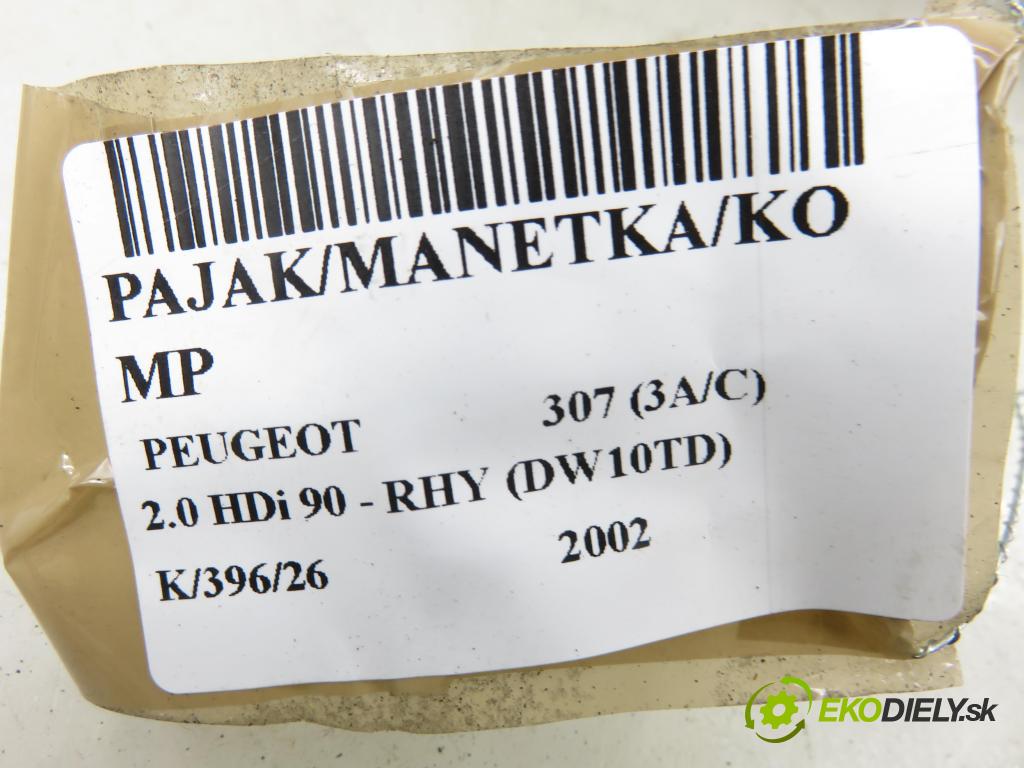 PAJAK/MANETKA/KO
MP
PEUGEOT 307 (3A/C)
2.0 HDi 90 - RHY (DW10TD)
K/396/26 2002
EKODIELY.sk